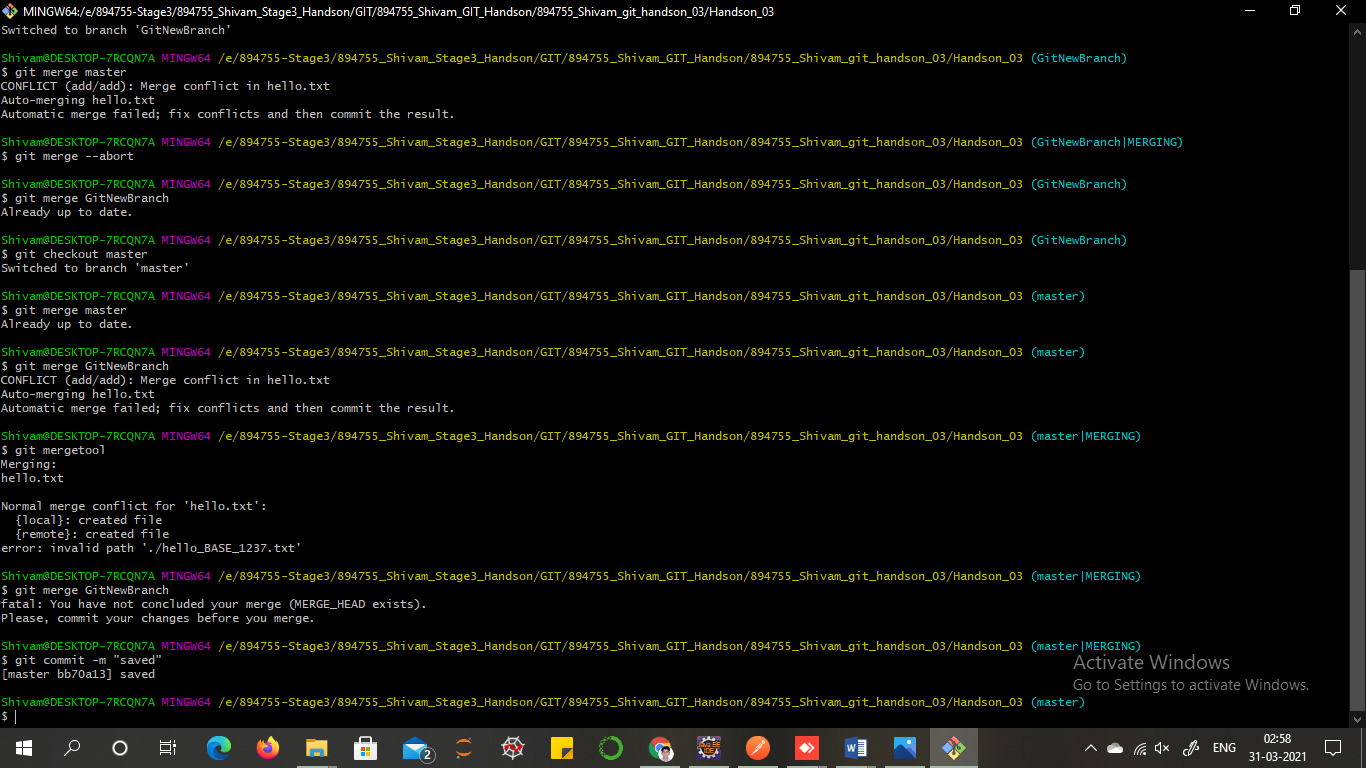 MINGW64:/e/894755-Stage3/894755_Shivam_Stage3_Handson/GIT/894755_Shivam_GIT_Handson/894755_Shivam_git_handson_03/Handson_03
Switched to branch 'GitNewBranch'
Shivam@DESKTOP-7RCQN7A MINGW64 /e/894755-Stage3/894755_Shivam_Stage3_Handson/GIT/894755_Shivam_GIT_Handson/894755_Shivam_git_handson_03/Handson_03 (GitNewBranch)
$ git merge master
CONFLICT (add/add): Merge conflict in hello.txt
Auto-merging hello.txt
Automatic merge failed; fix conflicts and then commit the result.
Shivam@DESKTOP-7RCQN7A MINGW64 /e/894755-Stage3/894755_Shivam_Stage3_Handson/GIT/894755_Shivam_GIT_Handson/894755_Shivam_git_handson_03/Handson_03 (GitNewBranch|MERGING)
$ git merge --abort
Shivam@DESKTOP-7RCQN7A MINGW64 /e/894755-Stage3/894755_Shivam_Stage3_Handson/GIT/894755_Shivam_GIT_Handson/894755_Shivam_git_handson_03/Handson_03 (GitNewBranch)
$ git merge GitNewBranch
Already up to date.
Shivam@DESKTOP-7RCQN7A MINGW64 /e/894755-Stage3/894755_Shivam_Stage3_Handson/GIT/894755_Shivam_GIT_Handson/894755_Shivam_git_handson_03/Handson_03 (GitNewBranch)
$ git checkout master
Switched to branch 'master'
Shivam@DESKTOP-7RCQN7A MINGW64 /e/894755-Stage3/894755_Shivam_Stage3_Handson/GIT/894755_Shivam_GIT_Handson/894755_Shivam_git_handson_03/Handson_03 (master)
$ git merge master
Already up to date.
Shivam@DESKTOP-7RCQN7A MINGW64 /e/894755-Stage3/894755_Shivam_Stage3_Handson/GIT/894755_Shivam_GIT_Handson/894755_Shivam_git_handson_03/Handson_03 (master)
$ git merge GitNewBranch
CONFLICT (add/add): Merge conflict in hello.txt
Auto-merging hello.txt
Automatic merge failed; fix conflicts and then commit the result.
Shivam@DESKTOP-7RCQN7A MINGW64 /e/894755-Stage3/894755_Shivam_Stage3_Handson/GIT/894755_Shivam_GIT_Handson/894755_Shivam_git_handson_03/Handson_03 (master|MERGING)
$ git mergetool
Merging:
hello.txt
Normal merge conflict for 'hello.txt':
{local}: created file
{remote}: created file
error: invalid path './hello_BASE_1237.txt'
Shivam@DESKTOP-7RCQN7A MINGW64 /e/894755-Stage3/894755_Shivam_Stage3_Handson/GIT/894755_Shivam_GIT_Handson/894755_Shivam_git_handson_03/Handson_03 (master|MERGING)
$ git merge GitNewBranch
fatal: You have not concluded your merge (MERGE_HEAD exists).
Please, commit your changes before you merge.
Shivam@DESKTOP-7RCQN7A MINGW64 /e/894755-Stage3/894755_Shivam_Stage3_Handson/GIT/894755_Shivam_GIT_Handson/894755_Shivam_git_handson_03/Handson_03 (master|MERGING)
$ git commit -m "saved"
[master bb70a13] saved
Shivam@DESKTOP-7RCQN7A MINGW64 /e/894755-Stage3/894755_Shivam_Stage3_Handson/GIT/894755_Shivam_GIT_Handson/894755_Shivam_git_handson_03/Handson_03 (master)
$
Activate Windows
Go to Settings to activate Windows.
2
Java EE
IDE
W
ENG
02:58
31-03-2021